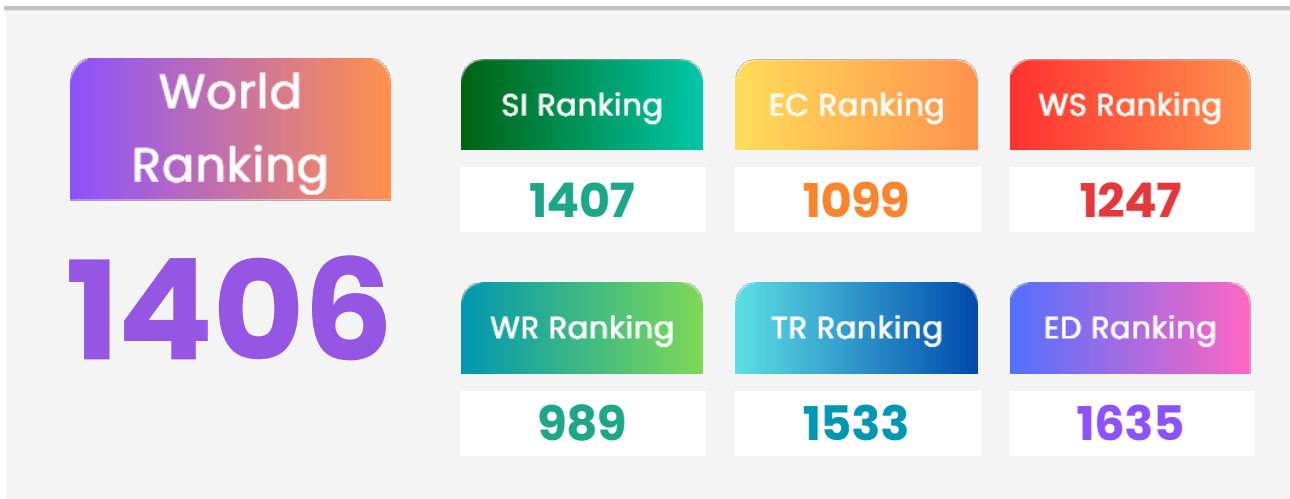 World
Ranking
1406
SI Ranking
1407
EC Ranking
1099
WS Ranking
1247
WR Ranking
989
TR Ranking
1533
ED Ranking
1635